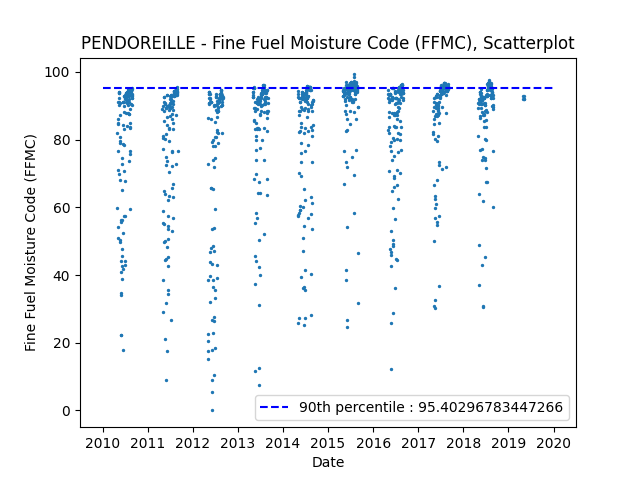 PENDOREILLE - Fine Fuel Moisture Code (FFMC), Scatterplot
Fine Fuel Moisture Code (FFMC)
100
80
60
40
20
0
90th percentile : 95.40296783447266
2010 2011 2012 2013 2014 2015 2016 2017 2018 2019 2020
Date